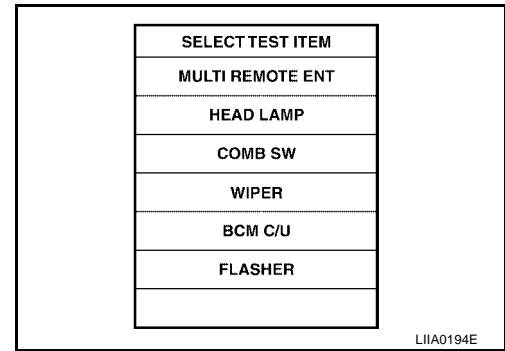 SELECT TEST ITEM
MULTI REMOTE ENT
HEAD LAMP
COMB SW
WIPER
BCM C/U
FLASHER
LIIA0194E